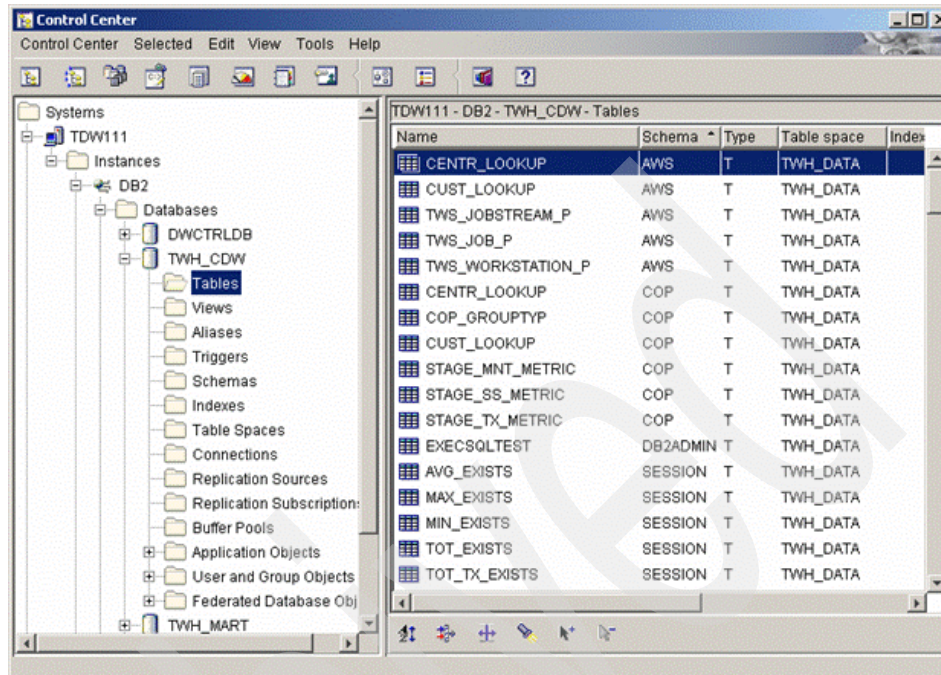 Control Center
Control Center Selected Edit View Tools Help
Systems
TDW111
Instances
DB2
Databases
DWCTRLDB
TWH_CDW
Tables
Views
Aliases
Triggers
Schemas
Indexes
Table Spaces
Connections
Replication Sources
Replication Subscription
Buffer Pools
Application Objects
User and Group Objects
Federated Database Obj
TWH_MART
TDW111 - DB2 - TWH_CDW - Tables
Name Schema Type Table space Index
CENTR_LOOKUP AWS T TWH_DATA
CUST_LOOKUP AWS T TWH_DATA
TWS_JOBSTREAM_P AWS T TWH_DATA
TWS_JOB_P AWS T TWH_DATA
TWS_WORKSTATION_P AWS T TWH_DATA
CENTR_LOOKUP COP T TWH_DATA
COP_GROUPTYP COP T TWH_DATA
CUST_LOOKUP COP T TWH_DATA
STAGE_MNT_METRIC COP T TWH_DATA
STAGE_SS_METRIC COP T TWH_DATA
STAGE_TX_METRIC COP T TWH_DATA
EXECSQLTEST DB2ADMIN T TWH_DATA
AVG_EXISTS SESSION T TWH_DATA
MAX_EXISTS SESSION T TWH_DATA
MIN_EXISTS SESSION T TWH_DATA
TOT_EXISTS SESSION T TWH_DATA
TOT_TX_EXISTS SESSION T TWH_DATA